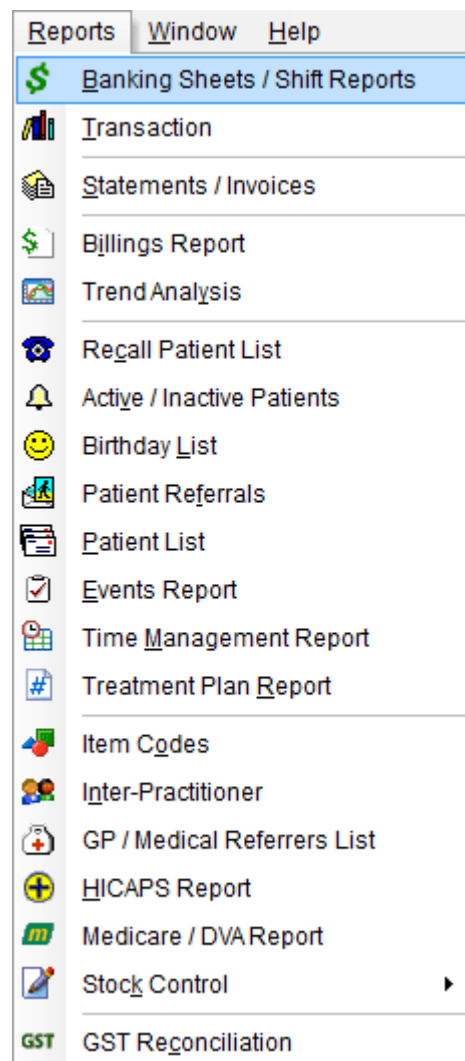 Reports Window Help
Banking Sheets / Shift Reports
Transaction
Statements / Invoices
$ Billings Report
Trend Analysis
Recall Patient List
Active / Inactive Patients
Birthday List
Patient Referrals
Patient List
Events Report
Time Management Report
# Treatment Plan Report
Item Codes
Inter-Practitioner
GP / Medical Referrers List
HICAPS Report
m Medicare / DVA Report
Stock Control
GST GST Reconciliation